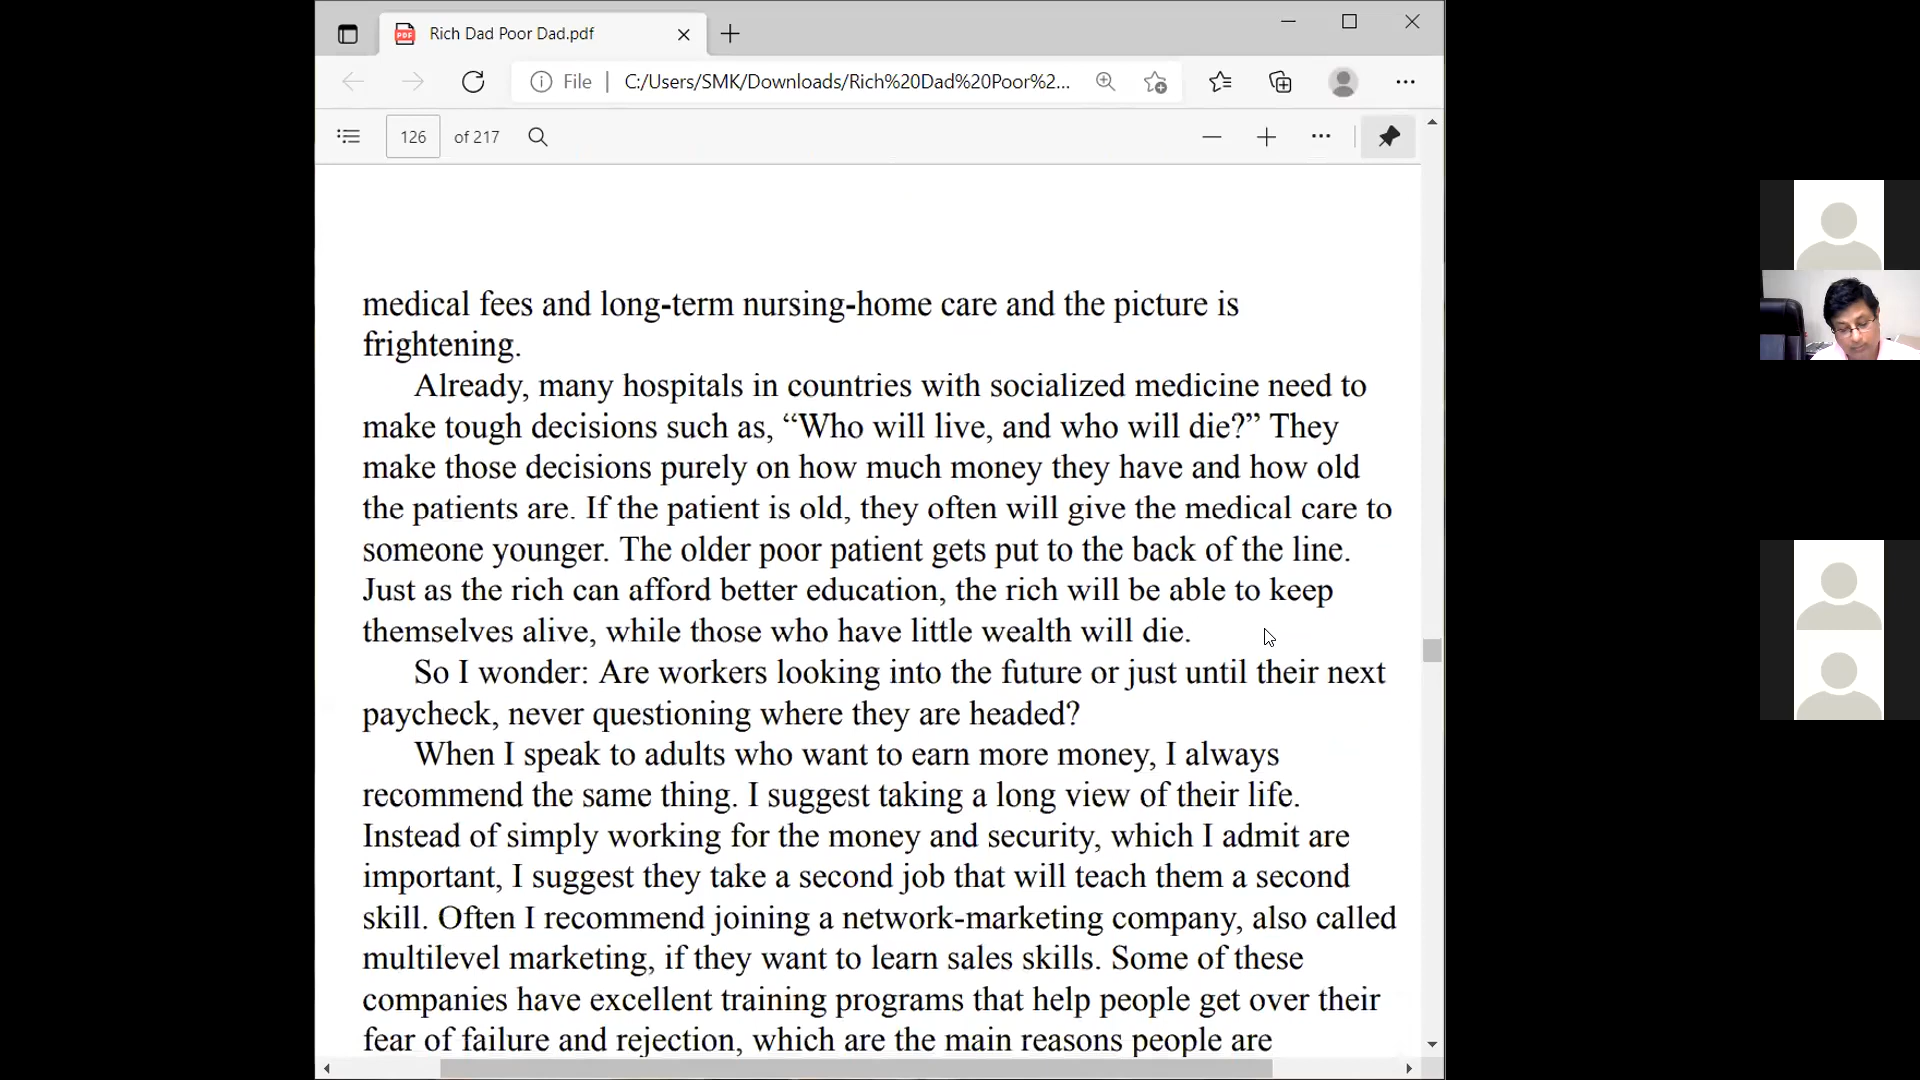 Rich Dad Poor Dad.pdf
File | C:/Users/SMK/Downloads/Rich%20Dad%20Poor%2...
126 of 217
medical fees and long-term nursing-home care and the picture is
frightening.
Already, many hospitals in countries with socialized medicine need to
make tough decisions such as, “Who will live, and who will die?” They
make those decisions purely on how much money they have and how old
the patients are. If the patient is old, they often will give the medical care to
someone younger. The older poor patient gets put to the back of the line.
Just as the rich can afford better education, the rich will be able to keep
themselves alive, while those who have little wealth will die.
So I wonder: Are workers looking into the future or just until their next
paycheck, never questioning where they are headed?
When I speak to adults who want to earn more money, I always
recommend the same thing. I suggest taking a long view of their life.
Instead of simply working for the money and security, which I admit are
important, I suggest they take a second job that will teach them a second
skill. Often I recommend joining a network-marketing company, also called
multilevel marketing, if they want to learn sales skills. Some of these
companies have excellent training programs that help people get over their
fear of failure and rejection, which are the main reasons people are